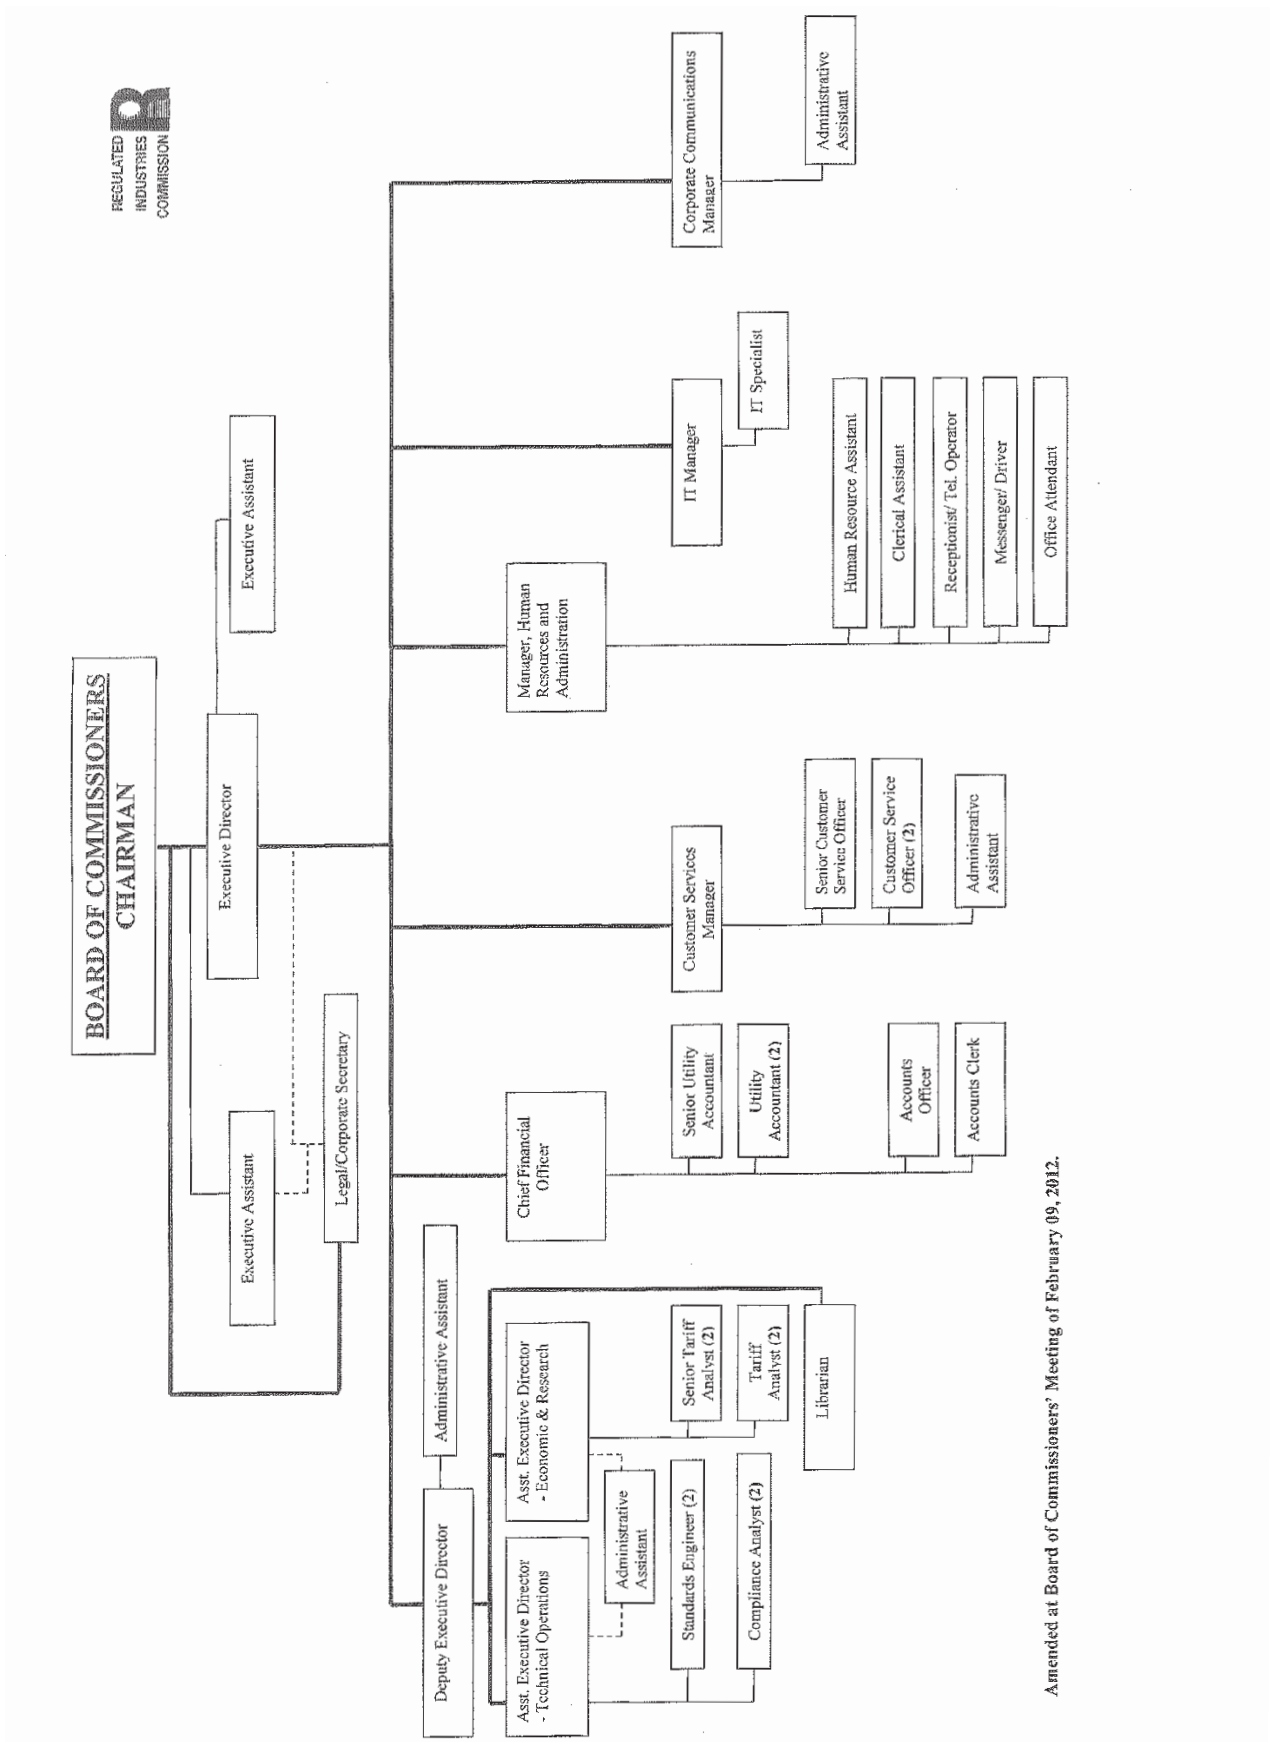 REGULATED
INDUSTRIES
COMMISSION
BOARD OF COMMISSIONERS
CHAIRMAN
Executive Director
Executive Assistant
Executive Assistant
Legal/Corporate Secretary
Deputy Executive Director
Administrative Assistant
Asst. Executive Director
- Technical Operations
Asst. Executive Director
- Economic & Research
Administrative
Assistant
Standards Engineer (2)
Compliance Analyst (2)
Senior Tariff
Analyst (2)
Tariff
Analyst (2)
Librarian
Chief Financial
Officer
Senior Utility
Accountant
Utility
Accountant (2)
Accounts
Officer
Accounts Clerk
Customer Services
Manager
Senior Customer
Service Officer
Customer Service
Officer (2)
Administrative
Assistant
Manager, Human
Resources and
Administration
Human Resource Assistant
Clerical Assistant
Receptionist/ Tel. Operator
Messenger/ Driver
Office Attendant
IT Manager
IT Specialist
Corporate Communications
Manager
Administrative
Assistant
Amended at Board of Commissioners' Meeting of February 09, 2012.